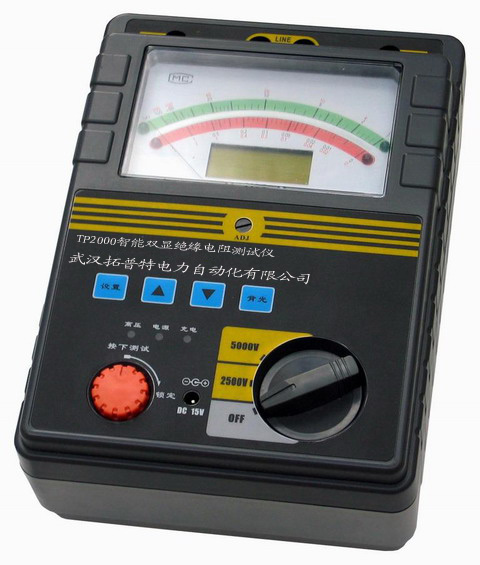 LINE
MC
ADJ
TP2000智能双显绝缘电阻测试仪
武汉拓普特电力自动化有限公司
设置
背光
高压 电源 充电
按下测试
锁定
DC 15V
5000V
2500V
OFF